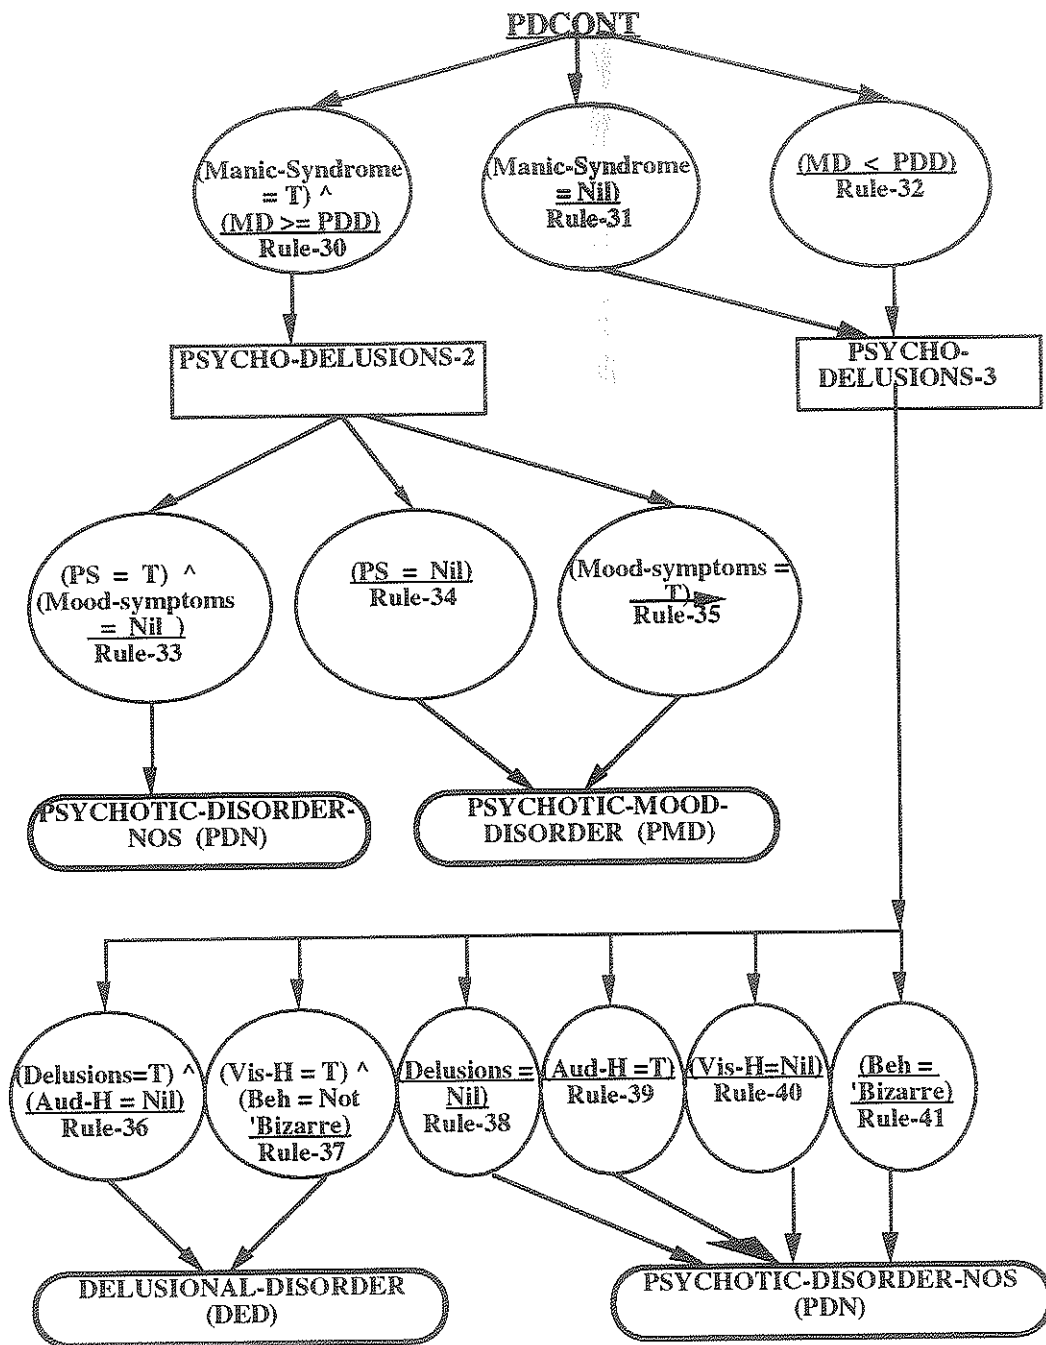 PDCONT
(Manic-Syndrome
= T) ^
(MD >= PDD)
Rule-30
(Manic-Syndrome
= Nil)
Rule-31
(MD < PDD)
Rule-32
PSYCHO-DELUSIONS-2
PSYCHO-
DELUSIONS-3
(PS = T) ^
(Mood-symptoms
= Nil )
Rule-33
(PS = Nil)
Rule-34
(Mood-symptoms =
T)
Rule-35
PSYCHOTIC-DISORDER-
NOS (PDN)
PSYCHOTIC-MOOD-
DISORDER (PMD)
(Delusions=T) ^
(Aud-H = Nil)
Rule-36
(Vis-H = T) ^
(Beh = Not
'Bizarre)
Rule-37
Delusions =
Nil)
Rule-38
(Aud-H =T)
Rule-39
(Vis-H=Nil)
Rule-40
(Beh =
'Bizarre)
Rule-41
DELUSIONAL-DISORDER
(DED)
PSYCHOTIC-DISORDER-NOS
(PDN)